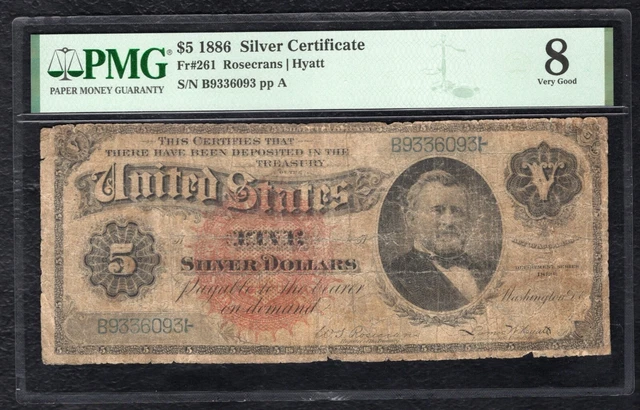 PMG
PAPER MONEY GUARANTY
$5 1886 Silver Certificate
Fr#261 Rosecrans | Hyatt
S/N B9336093 pp A
8
Very Good
THIS CERTIFIES THAT
THERE HAVE BEEN DEPOSITED IN THE
TREASURY
B9336093
United States
V
FIVE
5
SILVER DOLLARS
payable to the bearer
on demand
Washington
B9336093